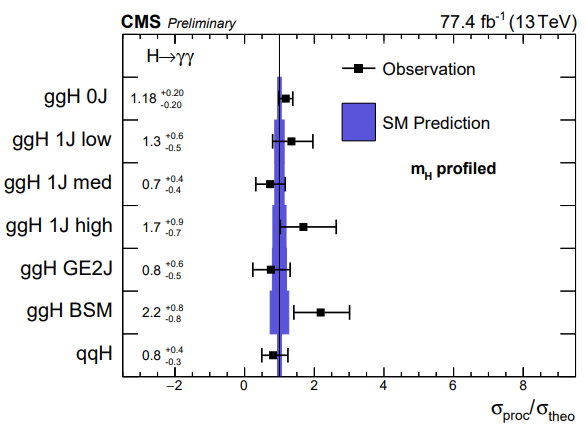 CMS Preliminary 77.4 fb⁻¹ (13 TeV)
H→γγ
Observation
SM Prediction
m_H profiled
ggH 0J 1.18 +0.20 -0.20
ggH 1J low 1.3 +0.6 -0.5
ggH 1J med 0.7 +0.4 -0.4
ggH 1J high 1.7 +0.9 -0.7
ggH GE2J 0.8 +0.6 -0.5
ggH BSM 2.2 +0.8 -0.8
qqH 0.8 +0.4 -0.3
−2 0 2 4 6 8
σ_proc/σ_theo